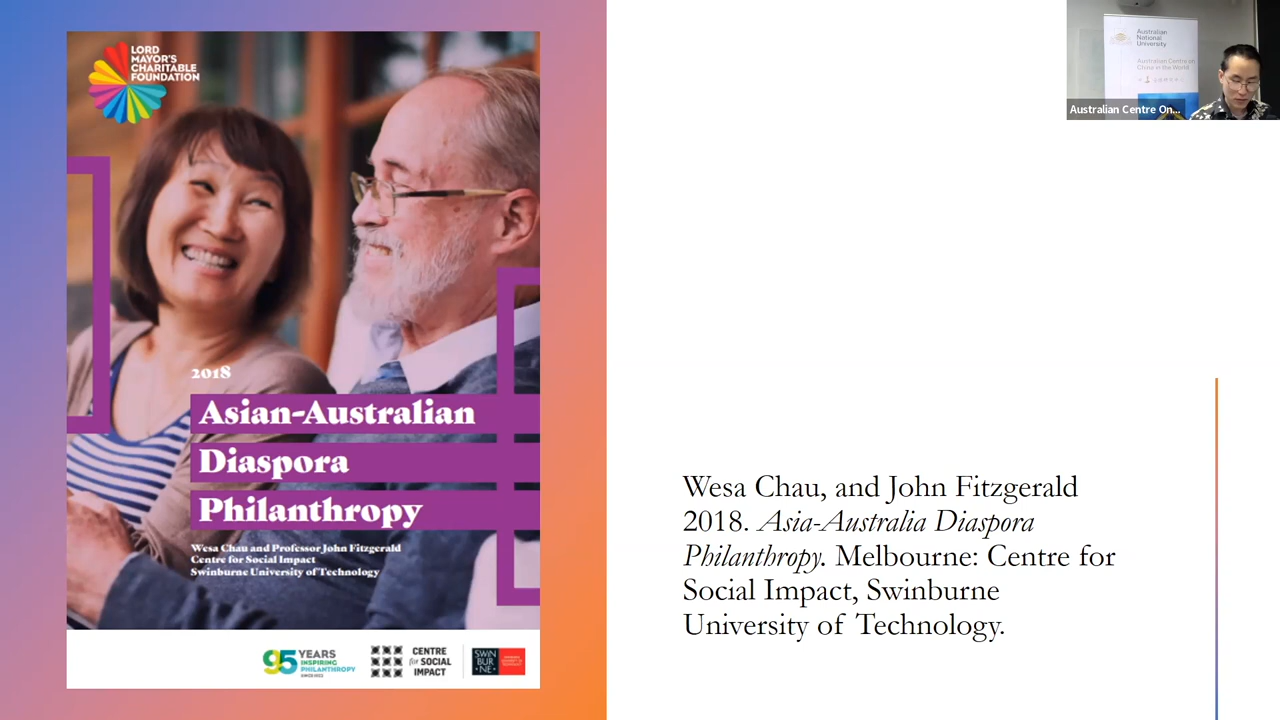 LORD
MAYOR'S
CHARITABLE
FOUNDATION
2018
Asian-Australian
Diaspora
Philanthropy
Wesa Chau and Professor John Fitzgerald
Centre for Social Impact
Swinburne University of Technology
95 YEARS
INSPIRING
PHILANTHROPY
CENTRE
for SOCIAL
IMPACT
SWIN
BUR
NE
Wesa Chau, and John Fitzgerald
2018. Asia-Australia Diaspora
Philanthropy. Melbourne: Centre for
Social Impact, Swinburne
University of Technology.
Australian
National
University
Australian Centre on
China in the World
Australian Centre On...